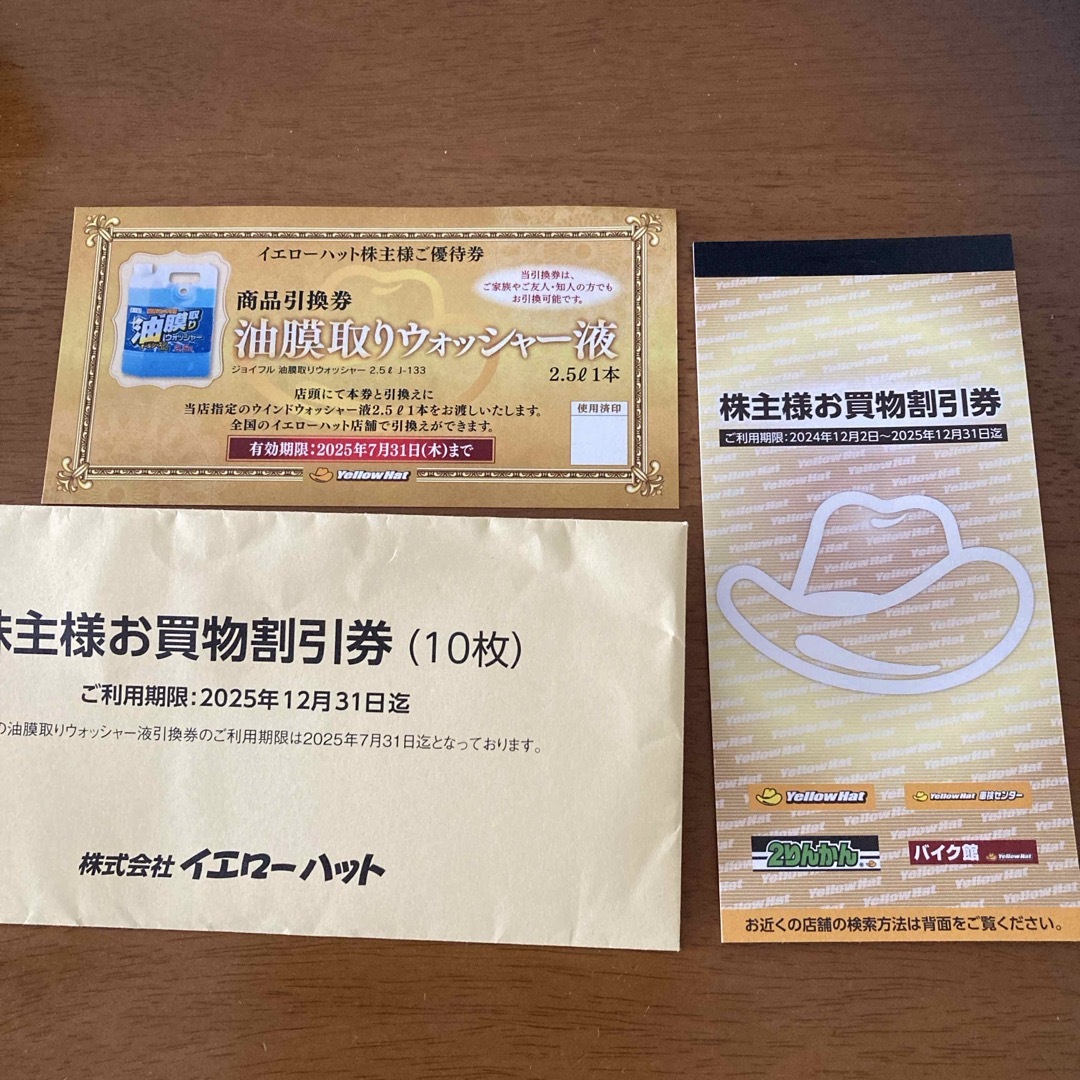 イエローハット株主様ご優待券
当引換券は、
ご家族やご友人・知人の方でも
お引換可能です。
商品引換券
油膜取りウォッシャー液
ジョイフル 油膜取りウォッシャー 2.5ℓ J-133
2.5ℓ 1本
店頭にて本券と引換えに
当店指定のウインドウォッシャー液2.5ℓ1本をお渡しいたします。
全国のイエローハット店舗で引換えができます。
使用済印
有効期限:2025年7月31日(木)まで
YellowHat
油膜取り
ウォッシャー
株主様お買物割引券(10枚)
ご利用期限:2025年12月31日迄
の油膜取りウォッシャー液引換券のご利用期限は2025年7月31日迄となっております。
株式会社 イエローハット
株主様お買物割引券
ご利用期限:2024年12月2日~2025年12月31日迄
YellowHat
YellowHat 車検センター
2りんかん
バイク館 YellowHat
お近くの店舗の検索方法は背面をご覧ください。